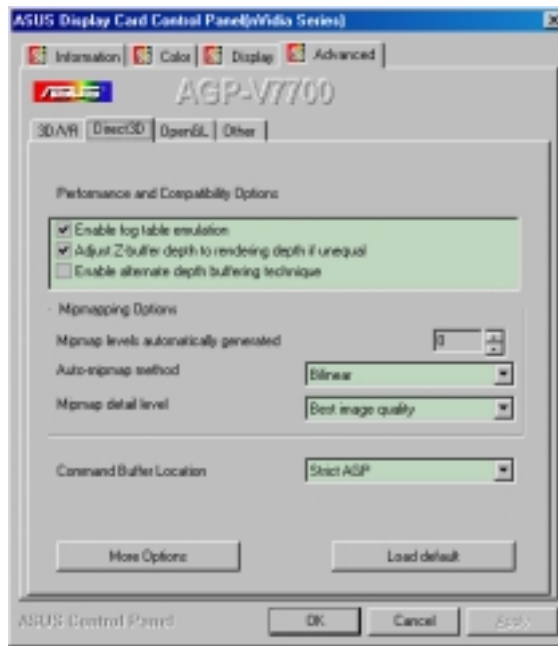 ASUS Display Card Control Panel(nVidia Series)
Information Color Display Advanced
ASUS AGP-V7700
3D A/R Direct3D OpenGL Other
Performance and Compatibility Options
Enable fog table emulation
Adjust Z-buffer depth to rendering depth if unequal
Enable alternate depth buffering technique
Mipmapping Options
Mipmap levels automatically generated 0
Auto-mipmap method Bilinear
Mipmap detail level Best image quality
Command Buffer Location Strict AGP
More Options Load default
ASUS Control Panel OK Cancel Apply